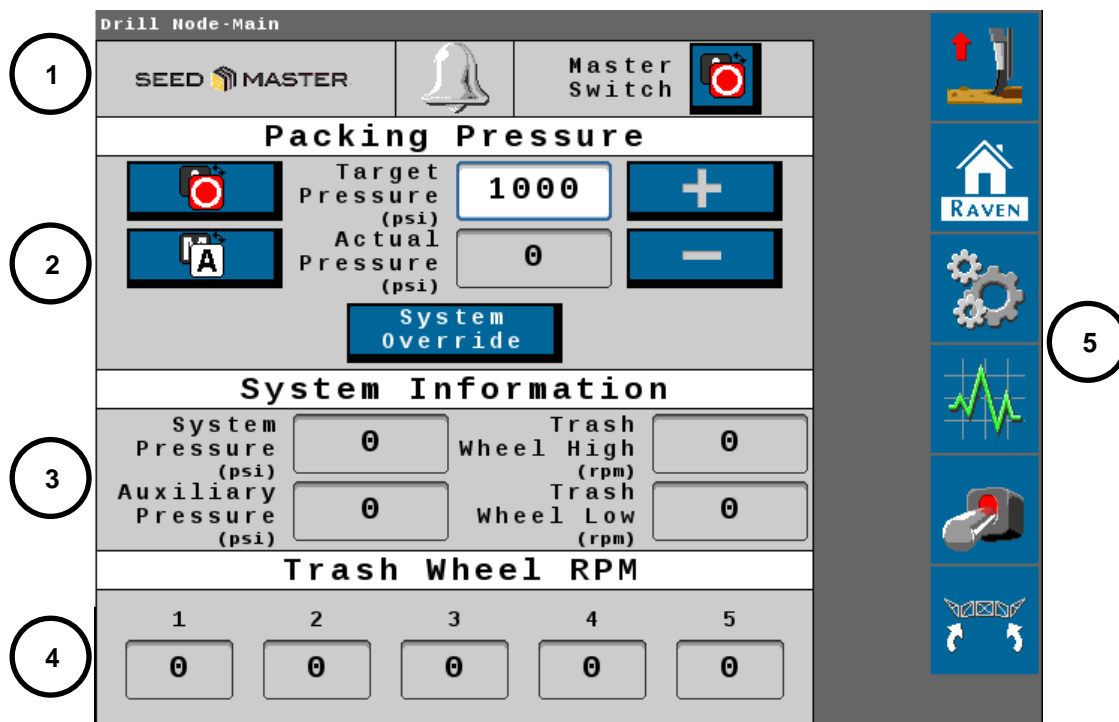 Drill Node-Main
1
SEED MASTER
Master
Switch
Packing Pressure
Target
Pressure
(psi)
1000
+
RAVEN
2
M
A
Actual
Pressure
(psi)
0
−
System
Override
5
System Information
System
Pressure
(psi)
0
Trash
Wheel High
(rpm)
0
3
Auxiliary
Pressure
(psi)
0
Trash
Wheel Low
(rpm)
0
Trash Wheel RPM
1 2 3 4 5
4
0 0 0 0 0